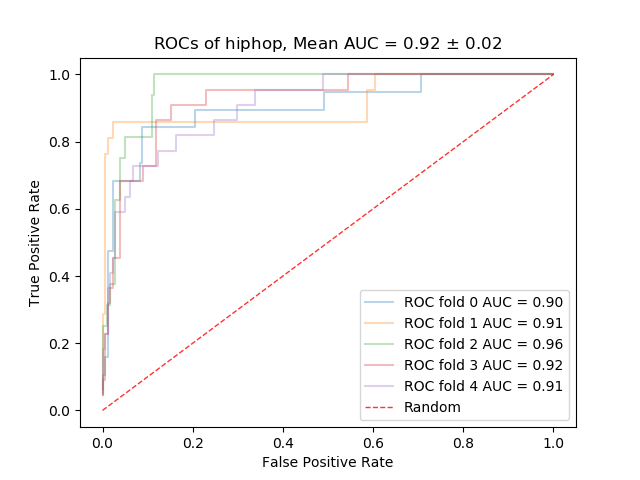 ROCs of hiphop, Mean AUC = 0.92 ± 0.02
True Positive Rate
1.0
0.8
0.6
0.4
0.2
0.0
ROC fold 0 AUC = 0.90
ROC fold 1 AUC = 0.91
ROC fold 2 AUC = 0.96
ROC fold 3 AUC = 0.92
ROC fold 4 AUC = 0.91
Random
0.0 0.2 0.4 0.6 0.8 1.0
False Positive Rate